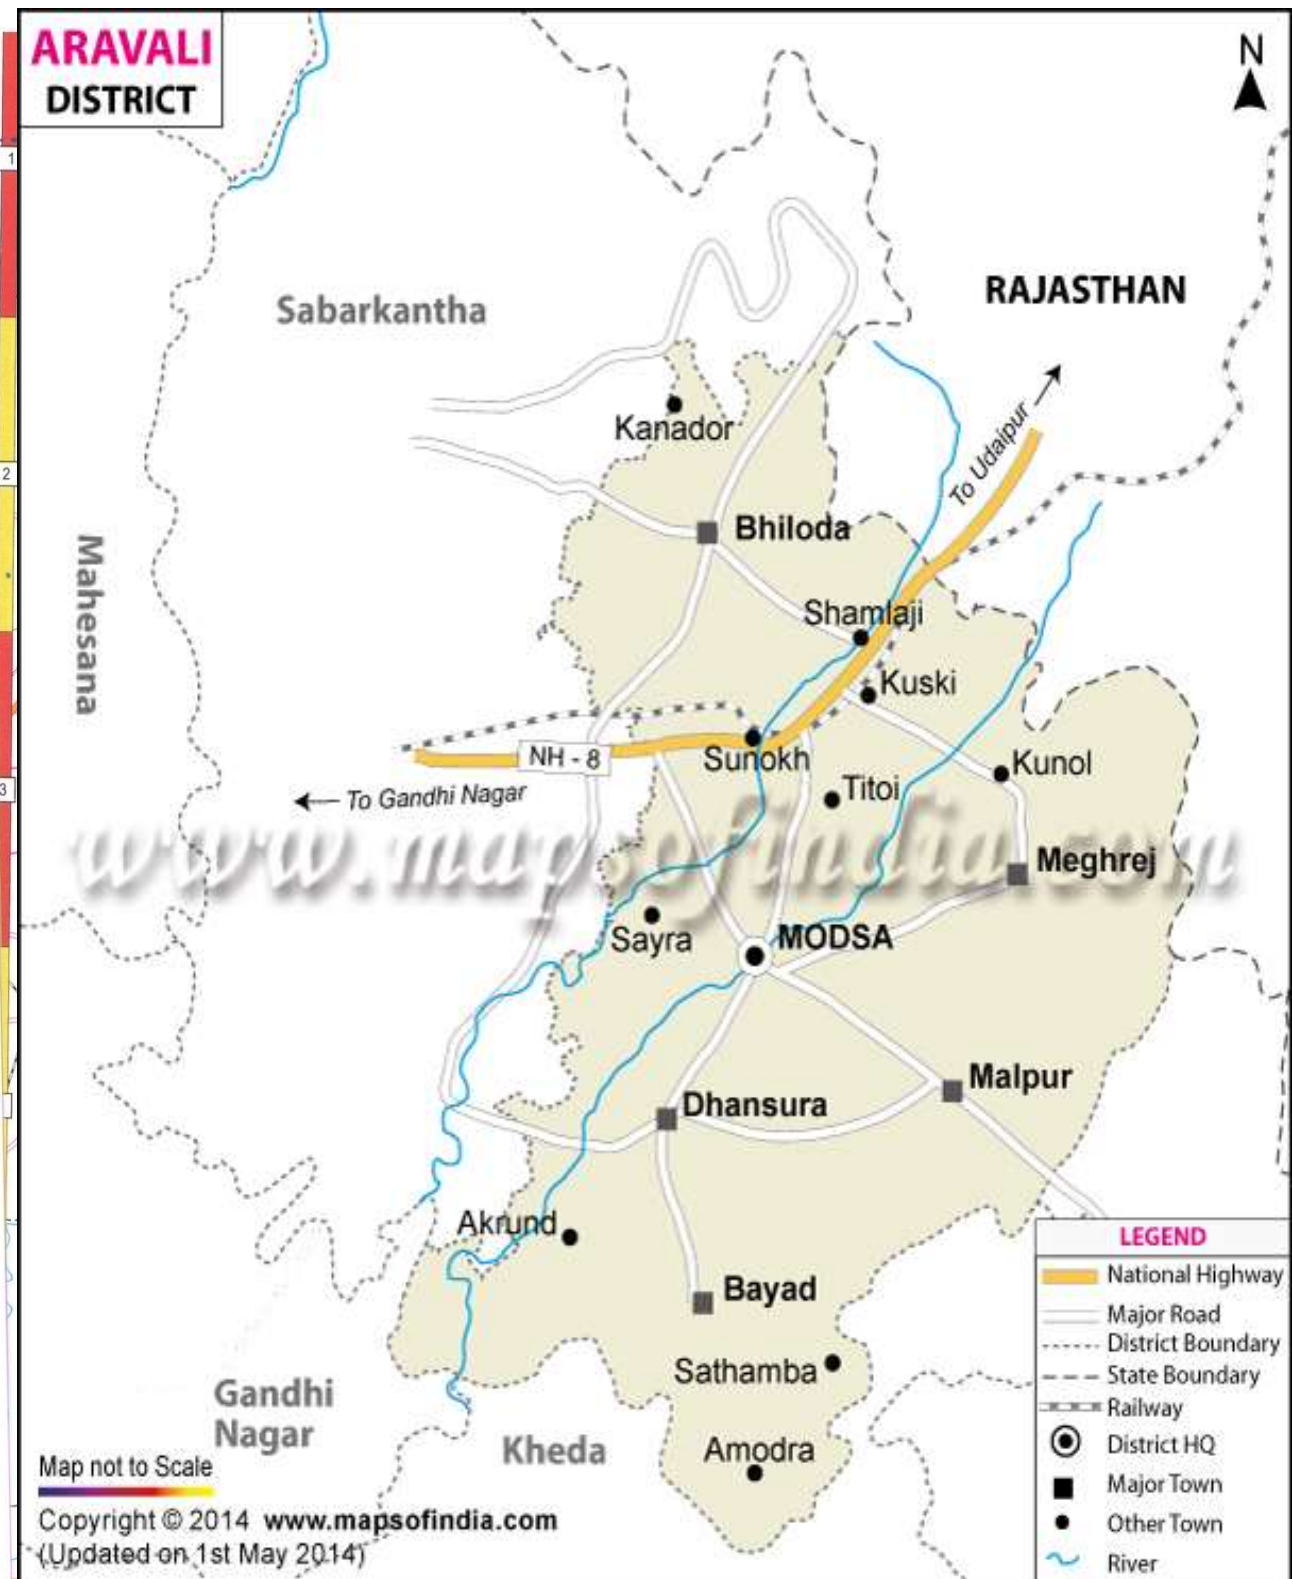 ARAVALI
DISTRICT
N
1
Sabarkantha
RAJASTHAN
Kanador
To Udaipur
2
Bhiloda
Mahesana
Shamlaji
Kuski
NH - 8
Sunokh
Kunol
3
To Gandhi Nagar
Titoi
www.mapsofindia.com
Meghrej
Sayra
MODSA
Malpur
Dhansura
Akrund
Bayad
Sathamba
Gandhi
Nagar
Kheda
Amodra
LEGEND
National Highway
Major Road
District Boundary
State Boundary
Railway
District HQ
Major Town
Other Town
River
Map not to Scale
Copyright © 2014 www.mapsofindia.com
(Updated on 1st May 2014)